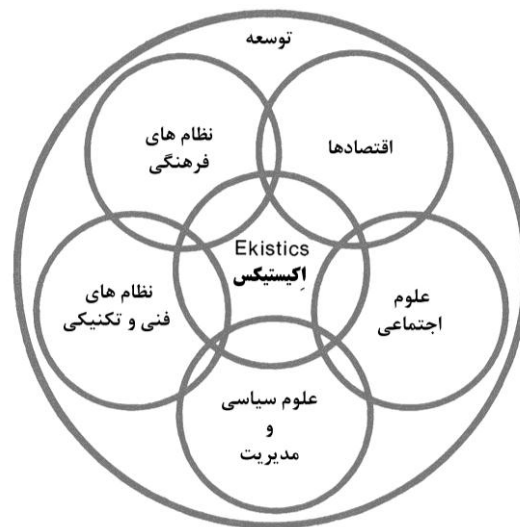 توسعه
اقتصادها
نظام های
فرهنگی
Ekistics
اِکیستیکس
علوم
اجتماعی
نظام های
فنی و تکنیکی
علوم سیاسی
و
مدیریت